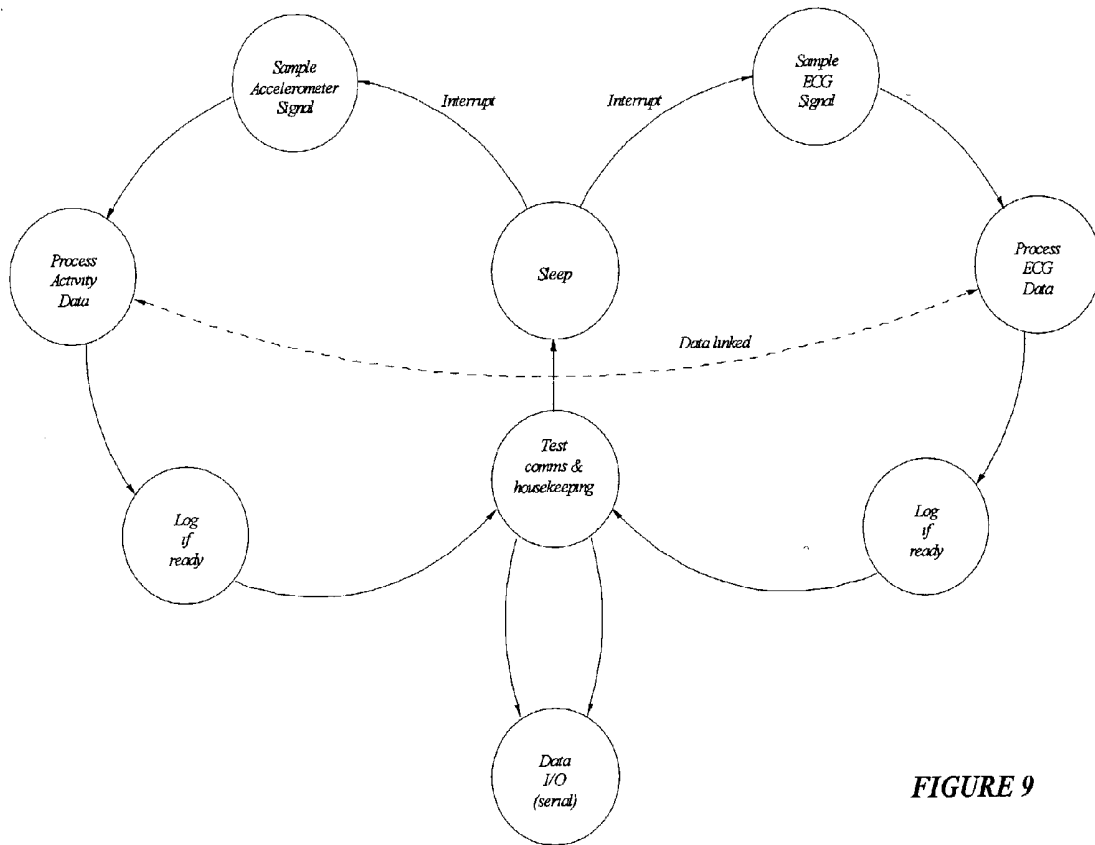 Sample
Accelerometer
Signal
Interrupt
Interrupt
Sample
ECG
Signal
Process
Activity
Data
Sleep
Process
ECG
Data
Data linked
Test
comms &
housekeeping
Log
if
ready
Log
if
ready
Data
I/O
(serial)
FIGURE 9